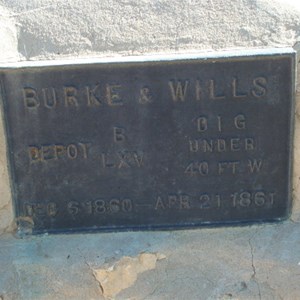 BURKE & WILLS
DEPOT B LXV
DIG UNDER 40 FT. W
DEC 6 1860 — APR 21 1861